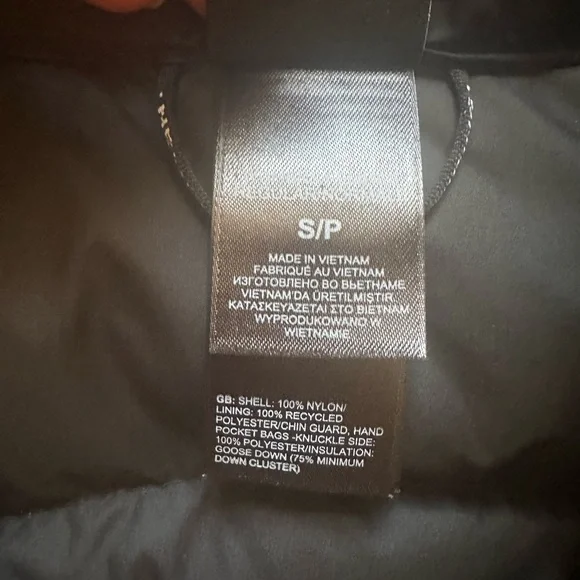 S/P
MADE IN VIETNAM
FABRIQUÉ AU VIETNAM
ИЗГОТОВЛЕНО ВО ВЬЕТНАМЕ
VIETNAM'DA ÜRETILMISTIR.
ΚΑΤΑΣΚΕΥΑΖΕΤΑΙ ΣΤΟ ΒΙΕΤΝΑΜ
WYPRODUKOWANO W
WIETNAMIE
GB: SHELL: 100% NYLON/
LINING: 100% RECYCLED
POLYESTER/CHIN GUARD, HAND
POCKET BAGS -KNUCKLE SIDE:
100% POLYESTER/INSULATION:
GOOSE DOWN (75% MINIMUM
DOWN CLUSTER)